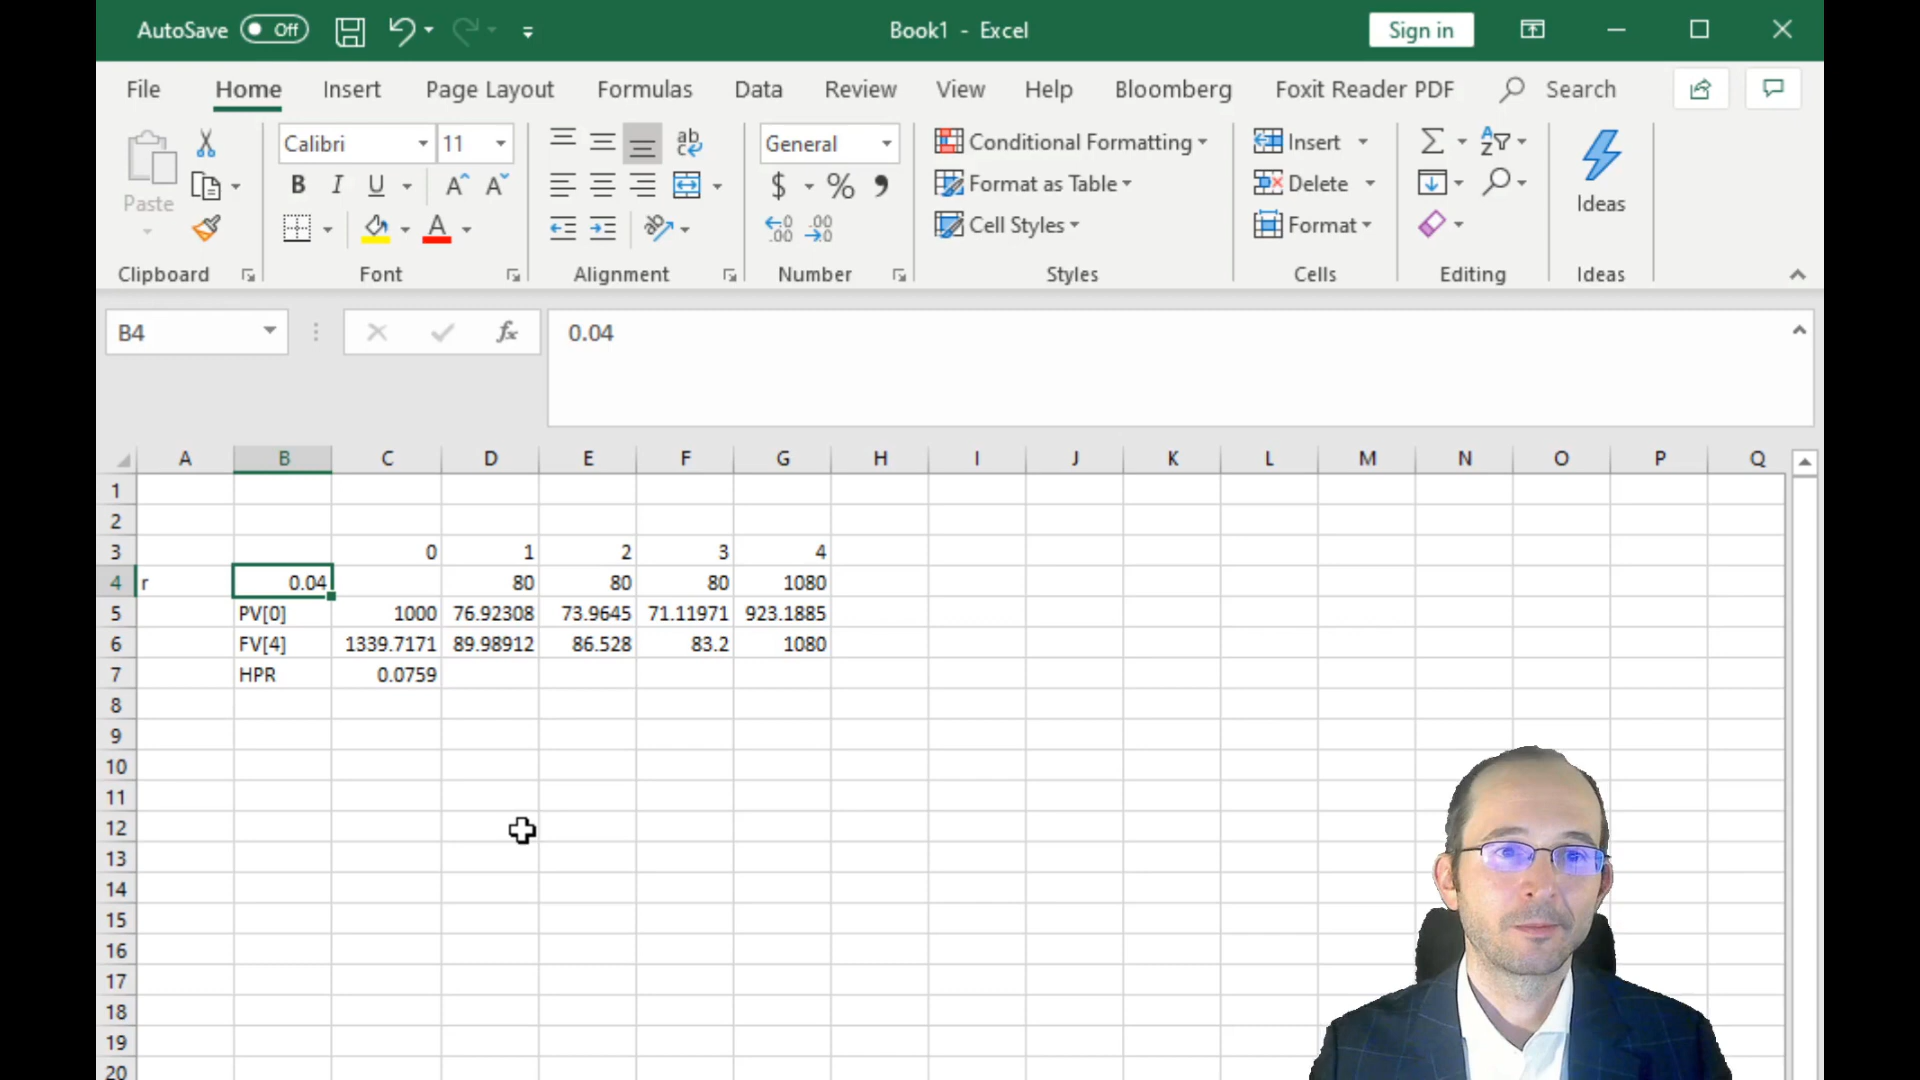 AutoSave Off Book1 - Excel Sign in
File Home Insert Page Layout Formulas Data Review View Help Bloomberg Foxit Reader PDF Search
Paste Calibri 11 ab c General Conditional Formatting Insert Σ A Z Ideas
B I U A A $ % , Format as Table Delete
A ab .00 .00 Cell Styles Format
Clipboard Font Alignment Number Styles Cells Editing Ideas
B4 fx 0.04
A B C D E F G H I J K L M N O P Q
1
2
3 0 1 2 3 4
4 r 0.04 80 80 80 1080
5 PV[0] 1000 76.92308 73.9645 71.11971 923.1885
6 FV[4] 1339.7171 89.98912 86.528 83.2 1080
7 HPR 0.0759
8
9
10
11
12
13
14
15
16
17
18
19
20